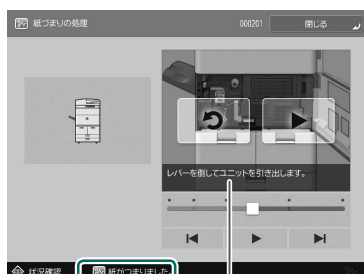 紙づまりの処理
000201
閉じる
レバーを倒してユニットを引き出します。
状況確認
紙がつまりました